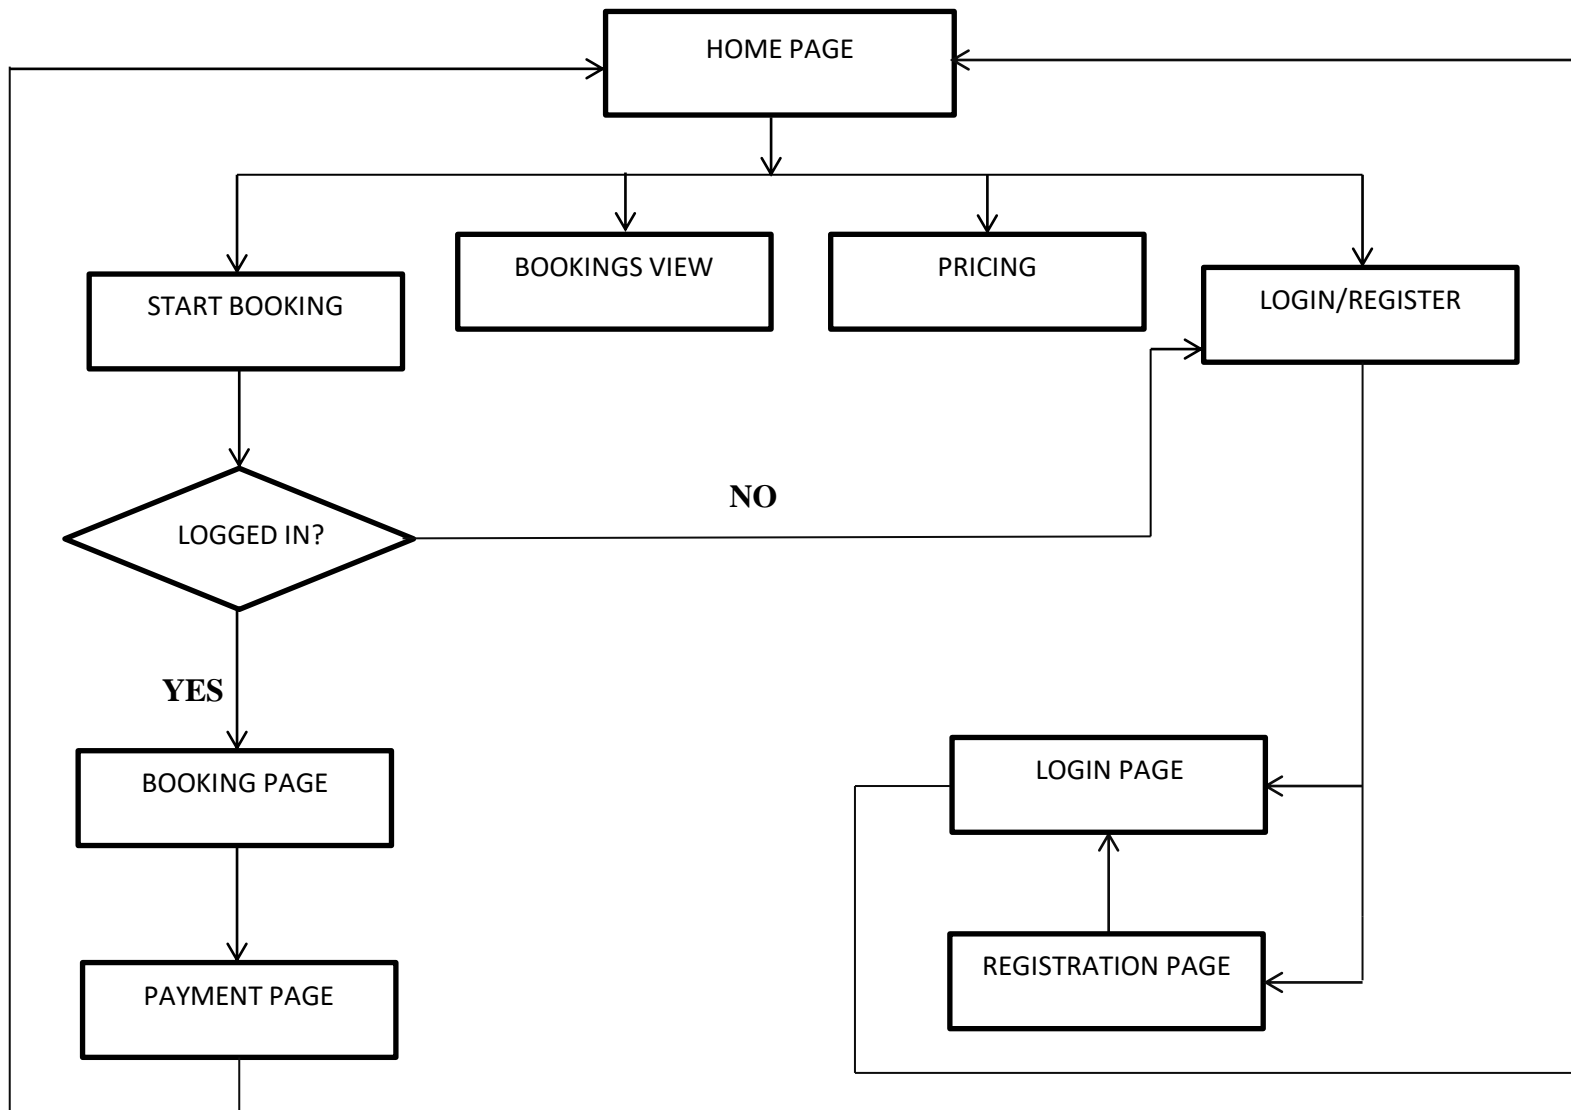 HOME PAGE
BOOKINGS VIEW
PRICING
START BOOKING
LOGIN/REGISTER
NO
LOGGED IN?
YES
BOOKING PAGE
LOGIN PAGE
REGISTRATION PAGE
PAYMENT PAGE